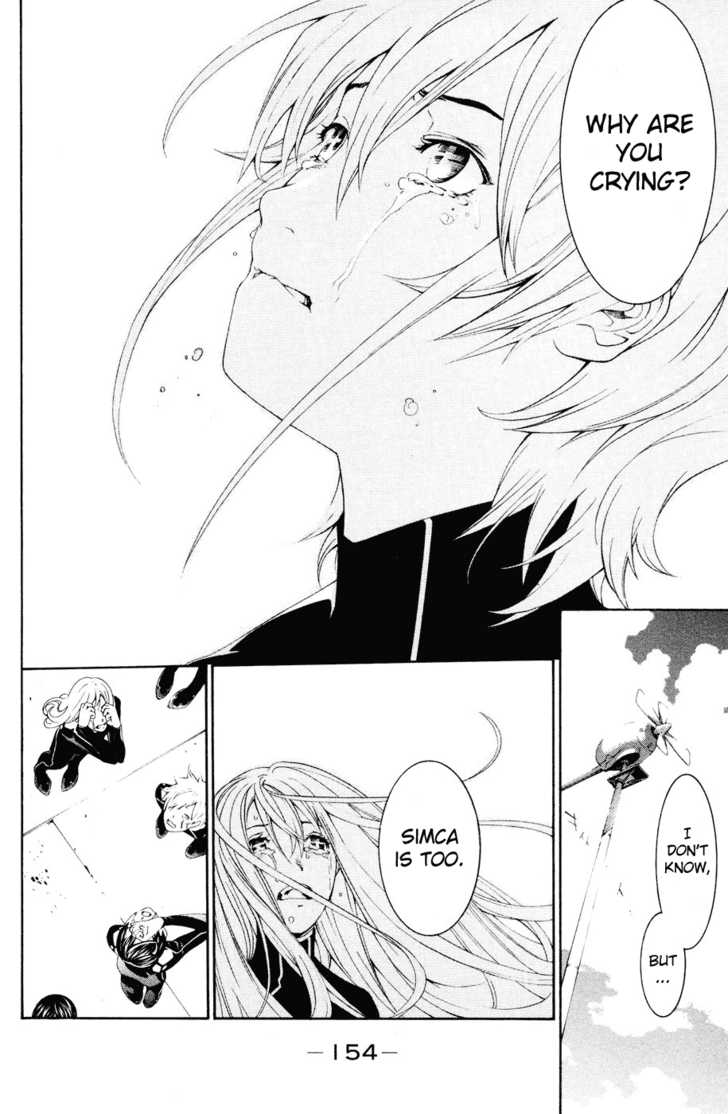 WHY ARE
YOU
CRYING?
I
DON'T
KNOW,
BUT
...
SIMCA
IS TOO.
—154—